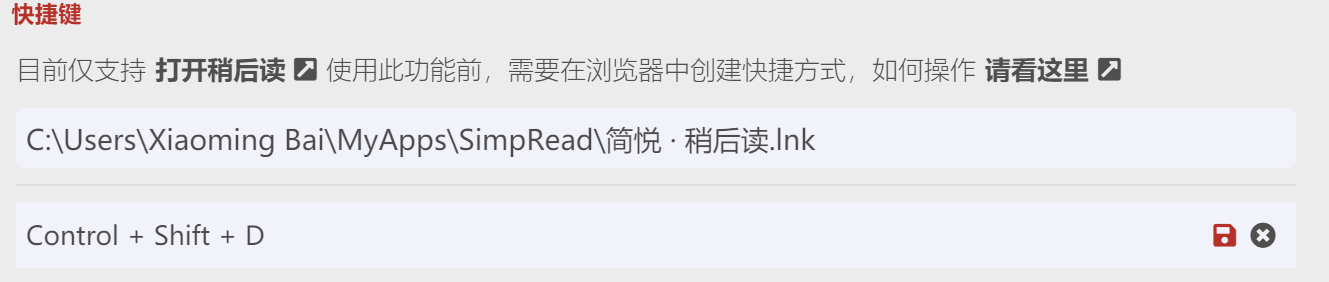 快捷键
目前仅支持 打开稍后读 使用此功能前，需要在浏览器中创建快捷方式，如何操作 请看这里
C:\Users\Xiaoming Bai\MyApps\SimpRead\简悦 · 稍后读.lnk
Control + Shift + D